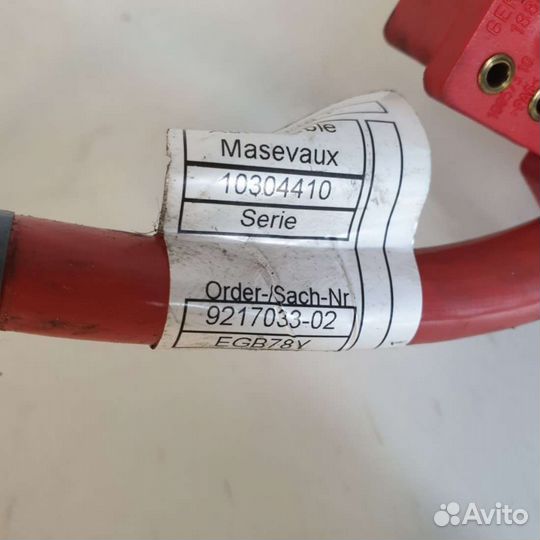 Masevaux
10304410
Serie
Order-/Sach-Nr
9217033-02
EGB78Y
Avito